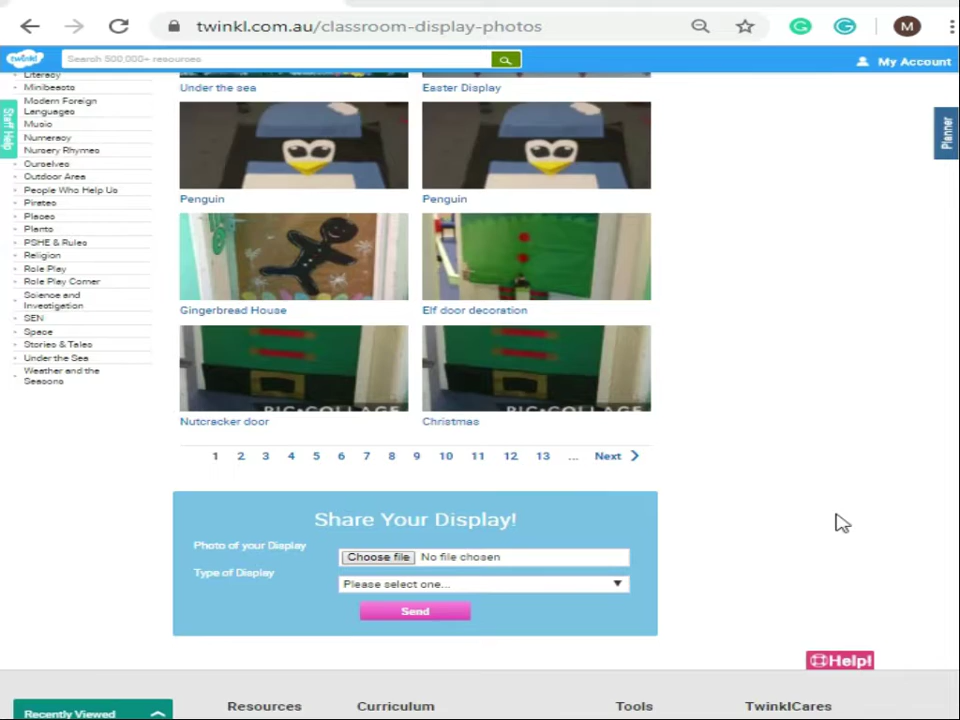 twinkl.com.au/classroom-display-photos
M
twinkl
Search 500,000+ resources
My Account
Literacy
Minibeasts
Modern Foreign
Languages
Music
Numeracy
Nursery Rhymes
Ourselves
Outdoor Area
People Who Help Us
Pirates
Places
Plants
PSHE & Rules
Religion
Role Play
Role Play Corner
Science and
Investigation
SEN
Space
Stories & Tales
Under the Sea
Weather and the
Seasons
Staff Help
Planner
Under the sea
Easter Display
Penguin
Penguin
Gingerbread House
Elf door decoration
PIC•COLLAGE
PIC•COLLAGE
Nutcracker door
Christmas
1 2 3 4 5 6 7 8 9 10 11 12 13 ... Next
Share Your Display!
Photo of your Display
Choose file No file chosen
Type of Display
Please select one...
Send
Help!
Recently Viewed
Resources
Curriculum
Tools
TwinklCares